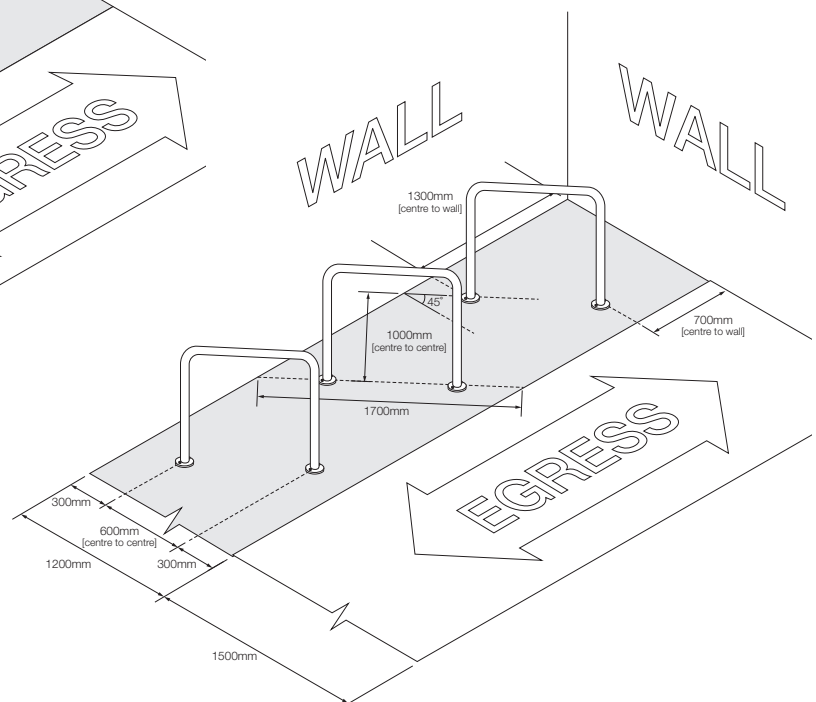 WALL
WALL
1300mm
[centre to wall]
45°
1000mm
[centre to centre]
700mm
[centre to wall]
1700mm
EGRESS
300mm
600mm
[centre to centre]
1200mm
300mm
1500mm